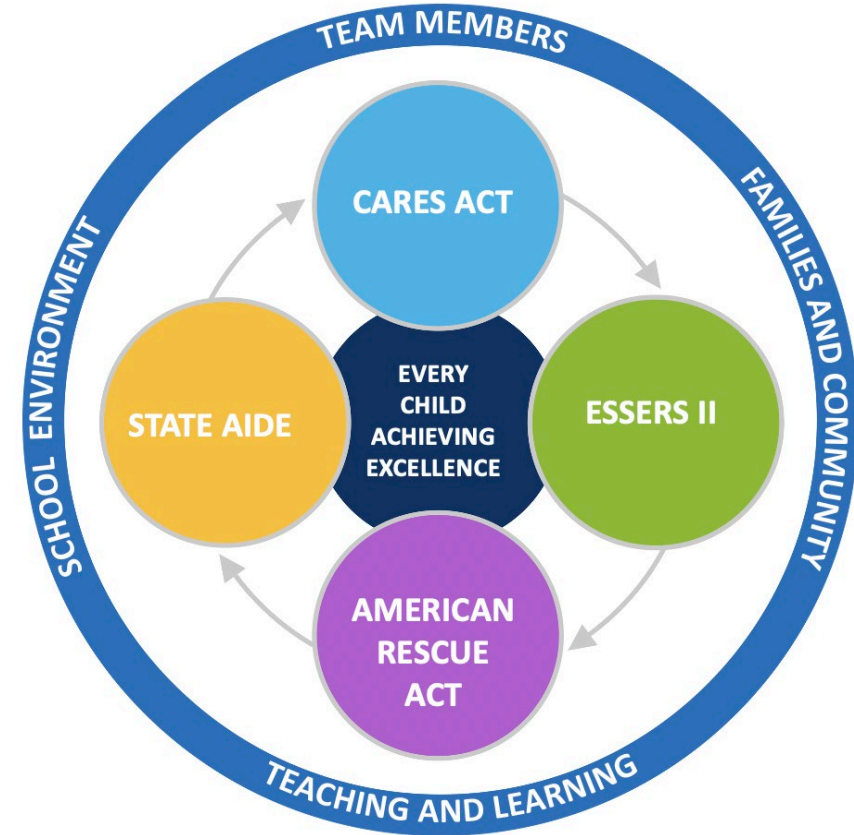 TEAM MEMBERS
FAMILIES AND COMMUNITY
TEACHING AND LEARNING
SCHOOL ENVIRONMENT
CARES ACT
ESSERS II
AMERICAN
RESCUE
ACT
STATE AIDE
EVERY
CHILD
ACHIEVING
EXCELLENCE